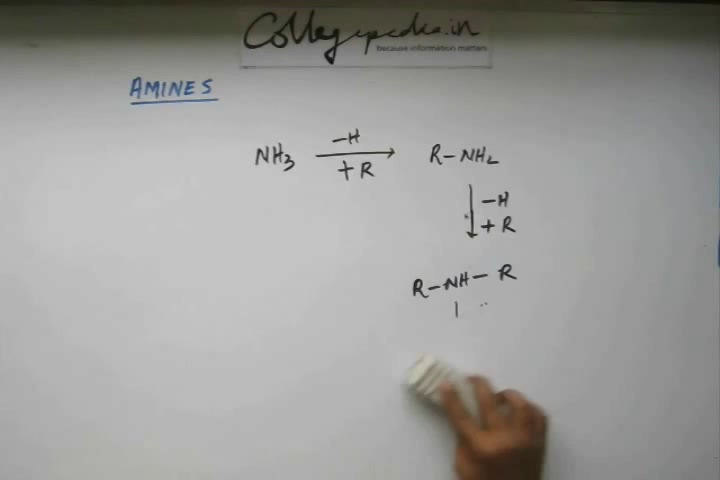 Collegepedia.in
because information matters
AMINES
NH3 —H + R R–NH2
—H
+ R
R–NH–R